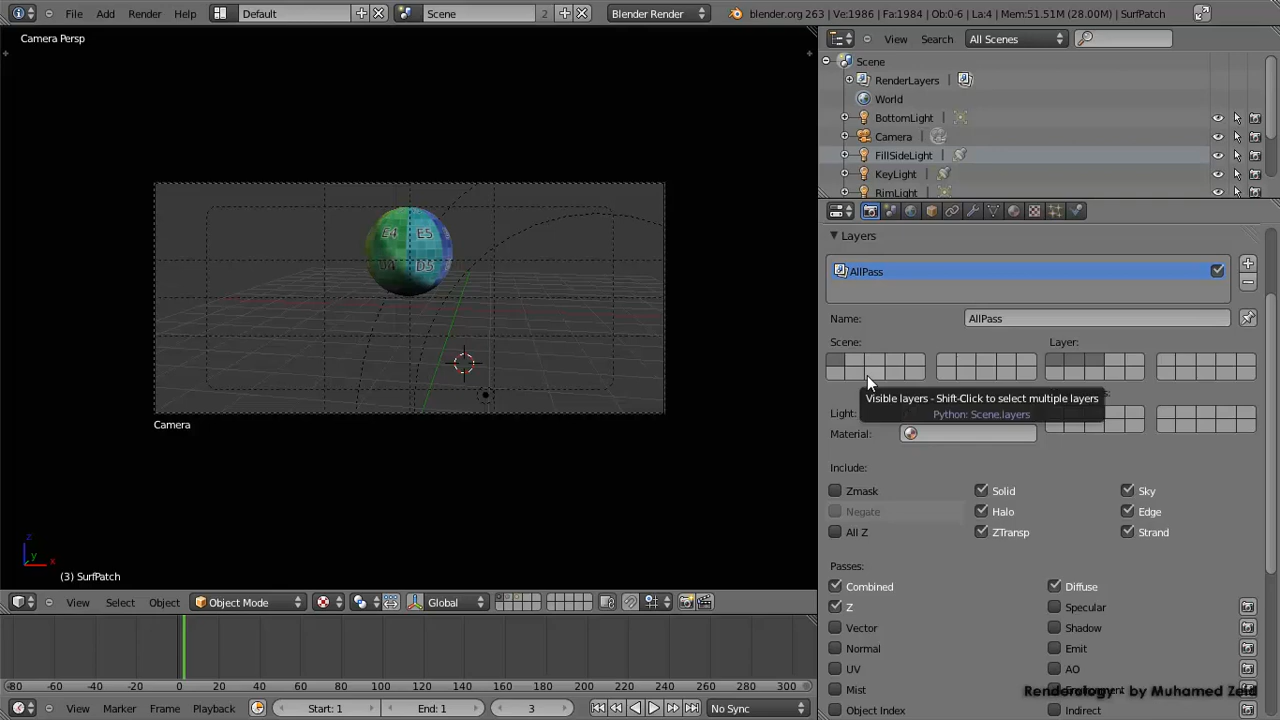 File Add Render Help Default Scene 2 Blender Render blender.org 263 | Ve:1986 | Fa:1984 | Ob:0-6 | La:4 | Mem:51.51M (28.00M) | SurfPatch
Camera Persp
View Search All Scenes
Scene
RenderLayers
World
BottomLight
Camera
FillSideLight
KeyLight
RimLight
Layers
AllPass
Name: AllPass
Scene: Layer:
Visible layers - Shift-Click to select multiple layers
Python: Scene.layers
Light:
Material:
Include:
Zmask Solid Sky
Negate Halo Edge
All Z ZTransp Strand
Passes:
Combined Diffuse
Z Specular
Vector Shadow
Normal Emit
UV AO
Mist
Renderology by Muhamed Zeid
Object Index Indirect
E4 E5
D5
Camera
z
y
x
(3) SurfPatch
View Select Object Object Mode Global
-80 -40 -20 0 20 40 60 80 100 120 140 160 180 200 220 240 260 280 300
View Marker Frame Playback Start: 1 End: 1 3 No Sync